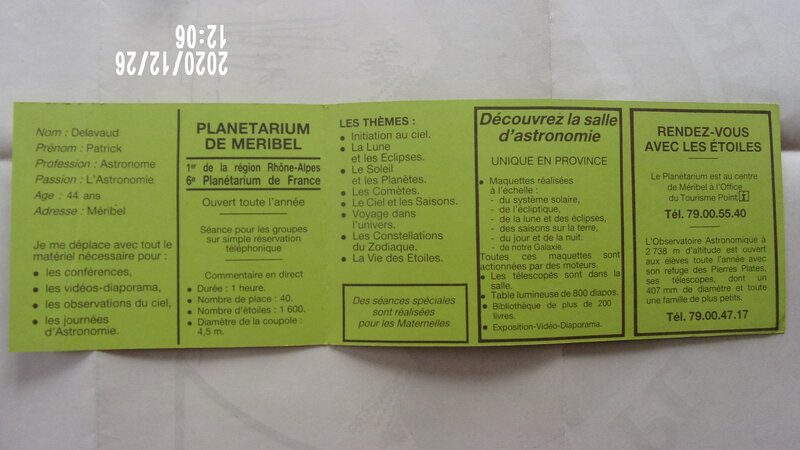 2020/12/26
12:06
Nom : Delavaud
Prénom : Patrick
Profession : Astronome
Passion : L'Astronomie
Age : 44 ans
Adresse : Méribel
Je me déplace avec tout le
matériel nécessaire pour :
• les conférences,
• les vidéos-diaporama,
• les observations du ciel,
• les journées
d'Astronomie.
PLANETARIUM
DE MERIBEL
1er de la région Rhône-Alpes
6e Planétarium de France
Ouvert toute l'année
Séance pour les groupes
sur simple réservation
téléphonique
Commentaire en direct
• Durée : 1 heure.
• Nombre de place : 40.
• Nombre d'étoiles : 1 600.
• Diamètre de la coupole :
4,5 m.
LES THÈMES :
• Initiation au ciel.
• La Lune
et les Eclipses.
• Le Soleil
et les Planètes.
• Les Comètes.
• Le Ciel et les Saisons.
• Voyage dans
l'univers.
• Les Constellations
du Zodiaque.
• La Vie des Etoiles.
Des séances spéciales
sont réalisées
pour les Maternelles
Découvrez la salle
d'astronomie
UNIQUE EN PROVINCE
• Maquettes réalisées
à l'échelle :
- du système solaire,
- de l'écliptique,
- de la lune et des éclipses,
- des saisons sur la terre,
- du jour et de la nuit.
- de notre Galaxie.
Toutes ces maquettes sont
actionnées par des moteurs.
• Les télescopes sont dans la
salle.
• Table lumineuse de 800 diapos.
• Bibliothèque de plus de 200
livres.
• Exposition-Vidéo-Diaporama.
RENDEZ-VOUS
AVEC LES ÉTOILES
Le Planétarium est au centre
de Méribel à l'Office
du Tourisme Point i
Tél. 79.00.55.40
L'Observatoire Astronomique à
2 738 m d'altitude est ouvert
aux élèves toute l'année avec
son refuge des Pierres Plates,
ses télescopes, dont un
407 mm de diamètre et toute
une famille de plus petits.
Tél. 79.00.47.17